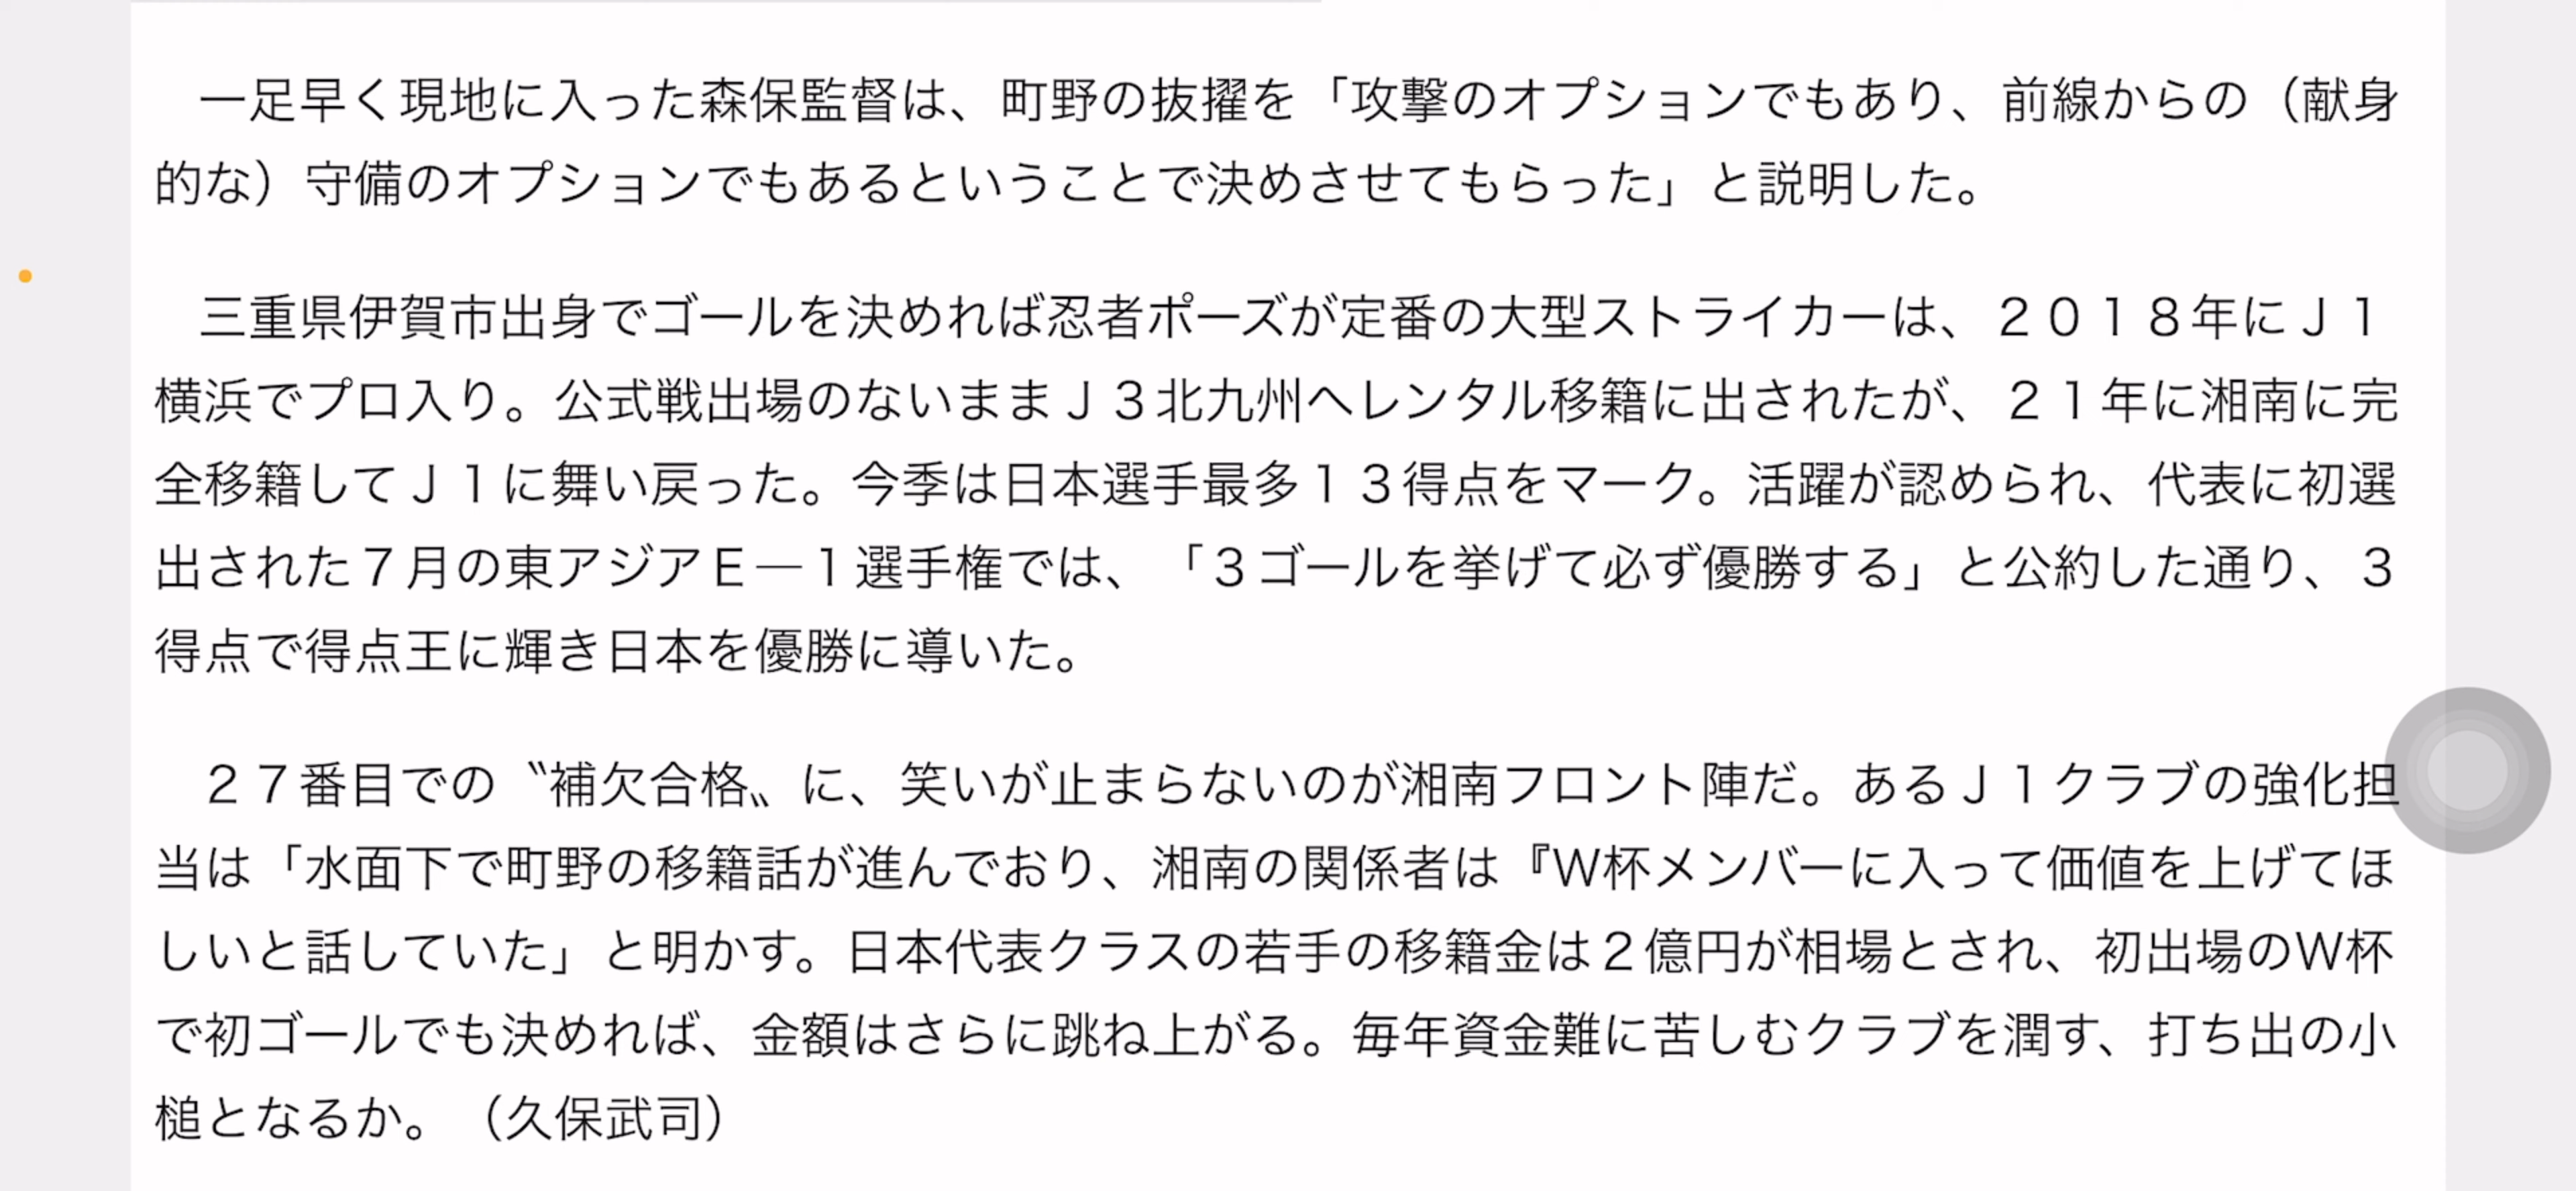 一足早く現地に入った森保監督は、町野の抜擢を「攻撃のオプションでもあり、前線からの（献身
的な）守備のオプションでもあるということで決めさせてもらった」と説明した。
三重県伊賀市出身でゴールを決めれば忍者ポーズが定番の大型ストライカーは、２０１８年にＪ１
横浜でプロ入り。公式戦出場のないままＪ３北九州へレンタル移籍に出されたが、２１年に湘南に完
全移籍してＪ１に舞い戻った。今季は日本選手最多１３得点をマーク。活躍が認められ、代表に初選
出された７月の東アジアＥ―１選手権では、「３ゴールを挙げて必ず優勝する」と公約した通り、３
得点で得点王に輝き日本を優勝に導いた。
２７番目での〝補欠合格〟に、笑いが止まらないのが湘南フロント陣だ。あるＪ１クラブの強化担
当は「水面下で町野の移籍話が進んでおり、湘南の関係者は『Ｗ杯メンバーに入って価値を上げてほ
しいと話していた」と明かす。日本代表クラスの若手の移籍金は２億円が相場とされ、初出場のＷ杯
で初ゴールでも決めれば、金額はさらに跳ね上がる。毎年資金難に苦しむクラブを潤す、打ち出の小
槌となるか。（久保武司）